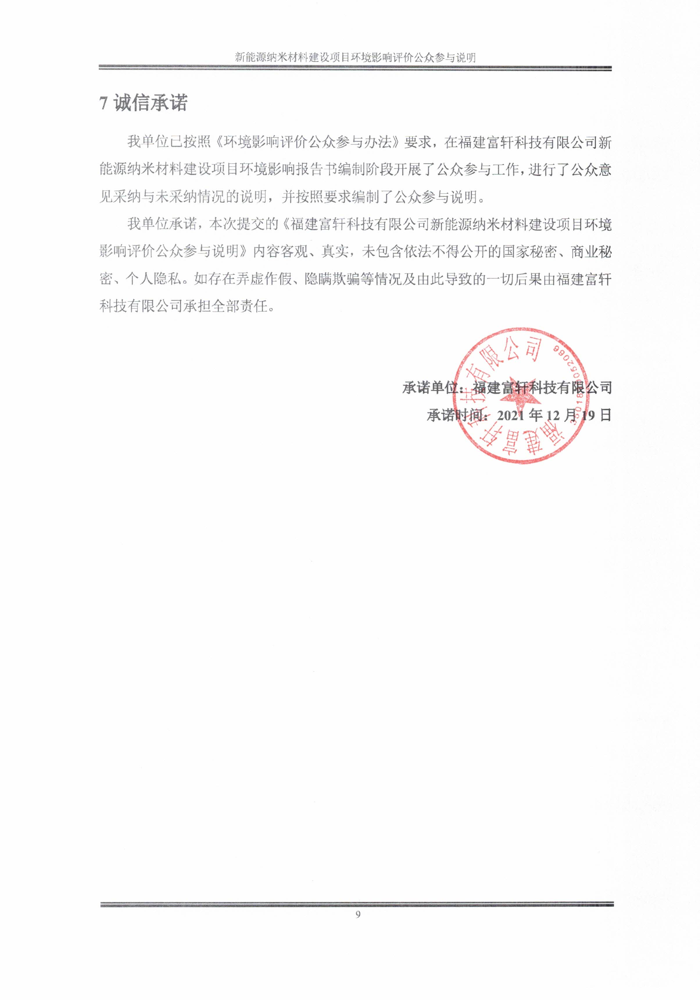 新能源纳米材料建设项目环境影响评价公众参与说明
7 诚信承诺
我单位已按照《环境影响评价公众参与办法》要求，在福建富轩科技有限公司新
能源纳米材料建设项目环境影响报告书编制阶段开展了公众参与工作，进行了公众意
见采纳与未采纳情况的说明，并按照要求编制了公众参与说明。
我单位承诺，本次提交的《福建富轩科技有限公司新能源纳米材料建设项目环境
影响评价公众参与说明》内容客观、真实，未包含依法不得公开的国家秘密、商业秘
密、个人隐私。如存在弄虚作假、隐瞒欺骗等情况及由此导致的一切后果由福建富轩
科技有限公司承担全部责任。
承诺单位：福建富轩科技有限公司
承诺时间：2021 年 12 月 19 日
福建富轩科技有限公司
9